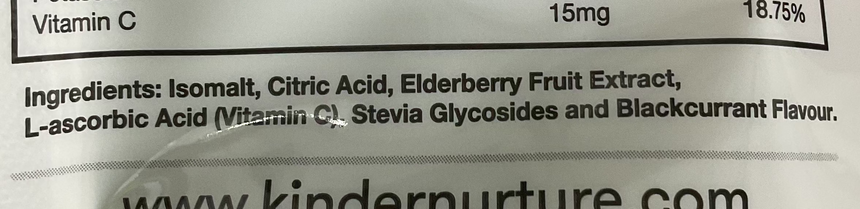 Vitamin C 15mg 18.75%
Ingredients: Isomalt, Citric Acid, Elderberry Fruit Extract,
L-ascorbic Acid (Vitamin C), Stevia Glycosides and Blackcurrant Flavour.
www.kindernurture.com